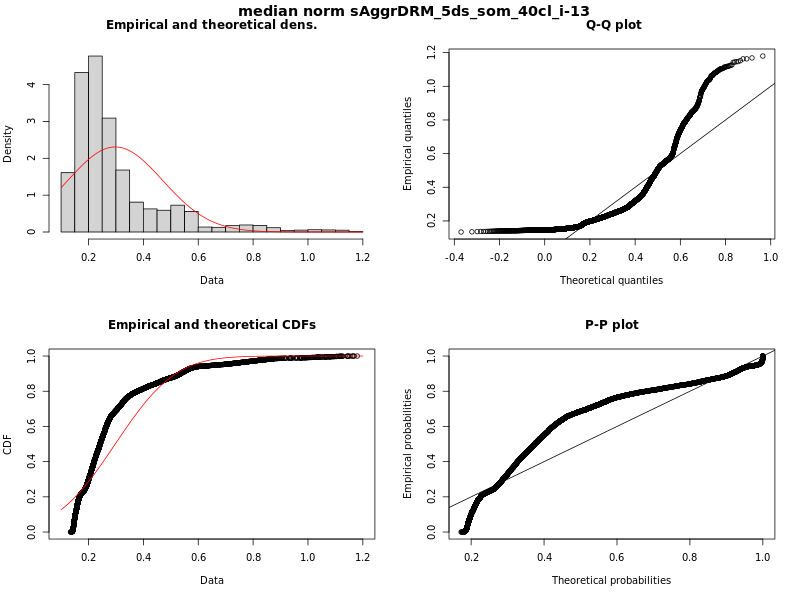 median norm sAggrDRM_5ds_som_40cl_i-13
Empirical and theoretical dens.
Density
0 1 2 3 4
0.2 0.4 0.6 0.8 1.0 1.2
Data
Q-Q plot
Empirical quantiles
0.2 0.4 0.6 0.8 1.0 1.2
-0.4 -0.2 0.0 0.2 0.4 0.6 0.8 1.0
Theoretical quantiles
Empirical and theoretical CDFs
CDF
0.0 0.2 0.4 0.6 0.8 1.0
0.2 0.4 0.6 0.8 1.0 1.2
Data
P-P plot
Empirical probabilities
0.0 0.2 0.4 0.6 0.8 1.0
0.2 0.4 0.6 0.8 1.0
Theoretical probabilities